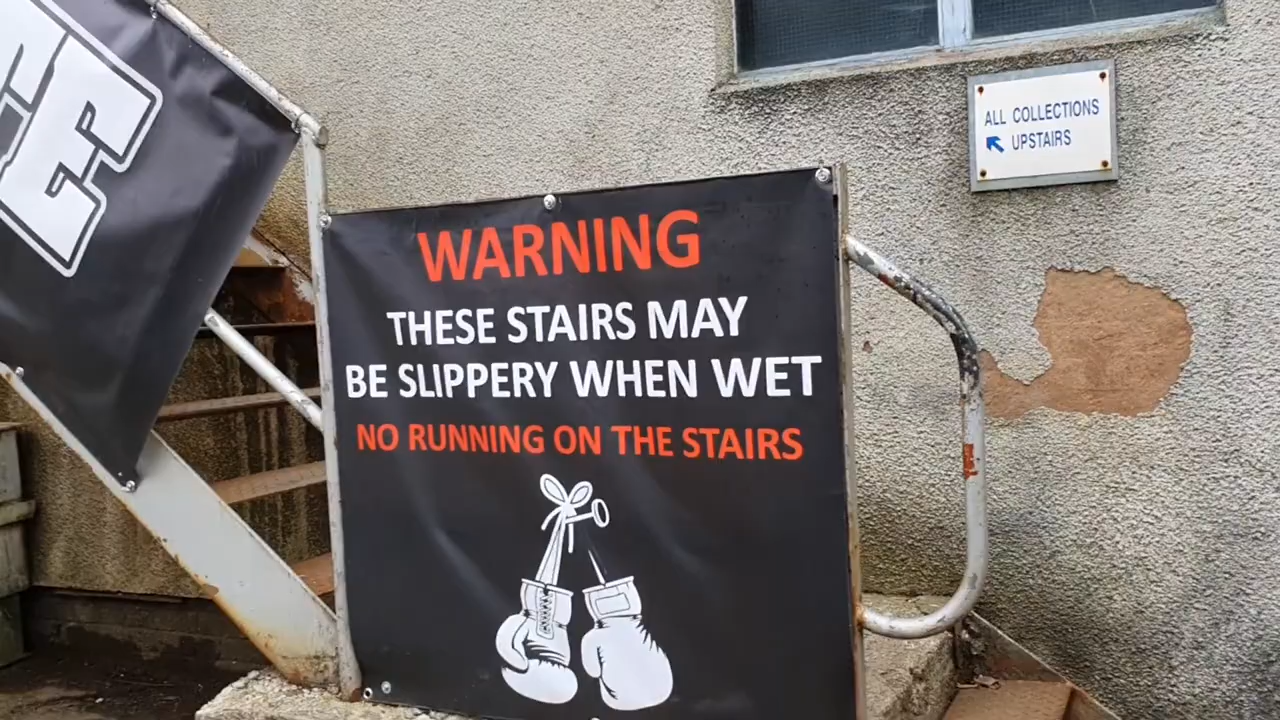 WARNING
THESE STAIRS MAY
BE SLIPPERY WHEN WET
NO RUNNING ON THE STAIRS
ALL COLLECTIONS
UPSTAIRS